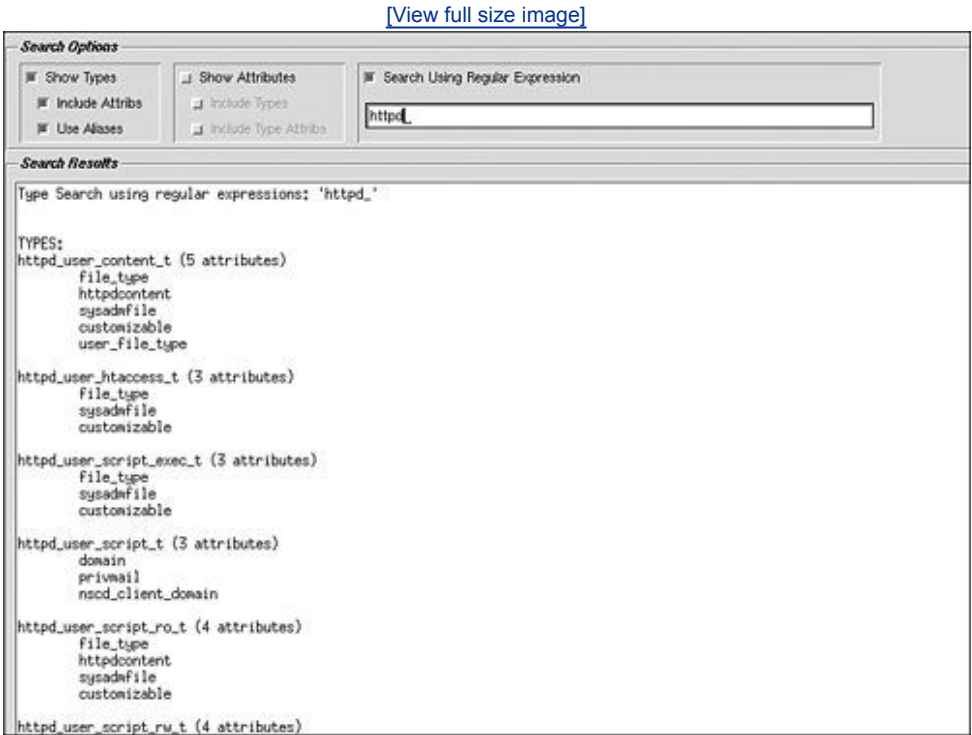 [View full size image]
Search Options
Show Types
Include Attribs
Use Aliases
Show Attributes
Include Types
Include Type Attribs
Search Using Regular Expression
httpd_
Search Results
Type Search using regular expressions: 'httpd_'
TYPES:
httpd_user_content_t (5 attributes)
file_type
httpdcontent
sysadmfile
customizable
user_file_type
httpd_user_htaccess_t (3 attributes)
file_type
sysadmfile
customizable
httpd_user_script_exec_t (3 attributes)
file_type
sysadmfile
customizable
httpd_user_script_t (3 attributes)
domain
privmail
nscd_client_domain
httpd_user_script_ro_t (4 attributes)
file_type
httpdcontent
sysadmfile
customizable
httpd_user_script_rw_t (4 attributes)